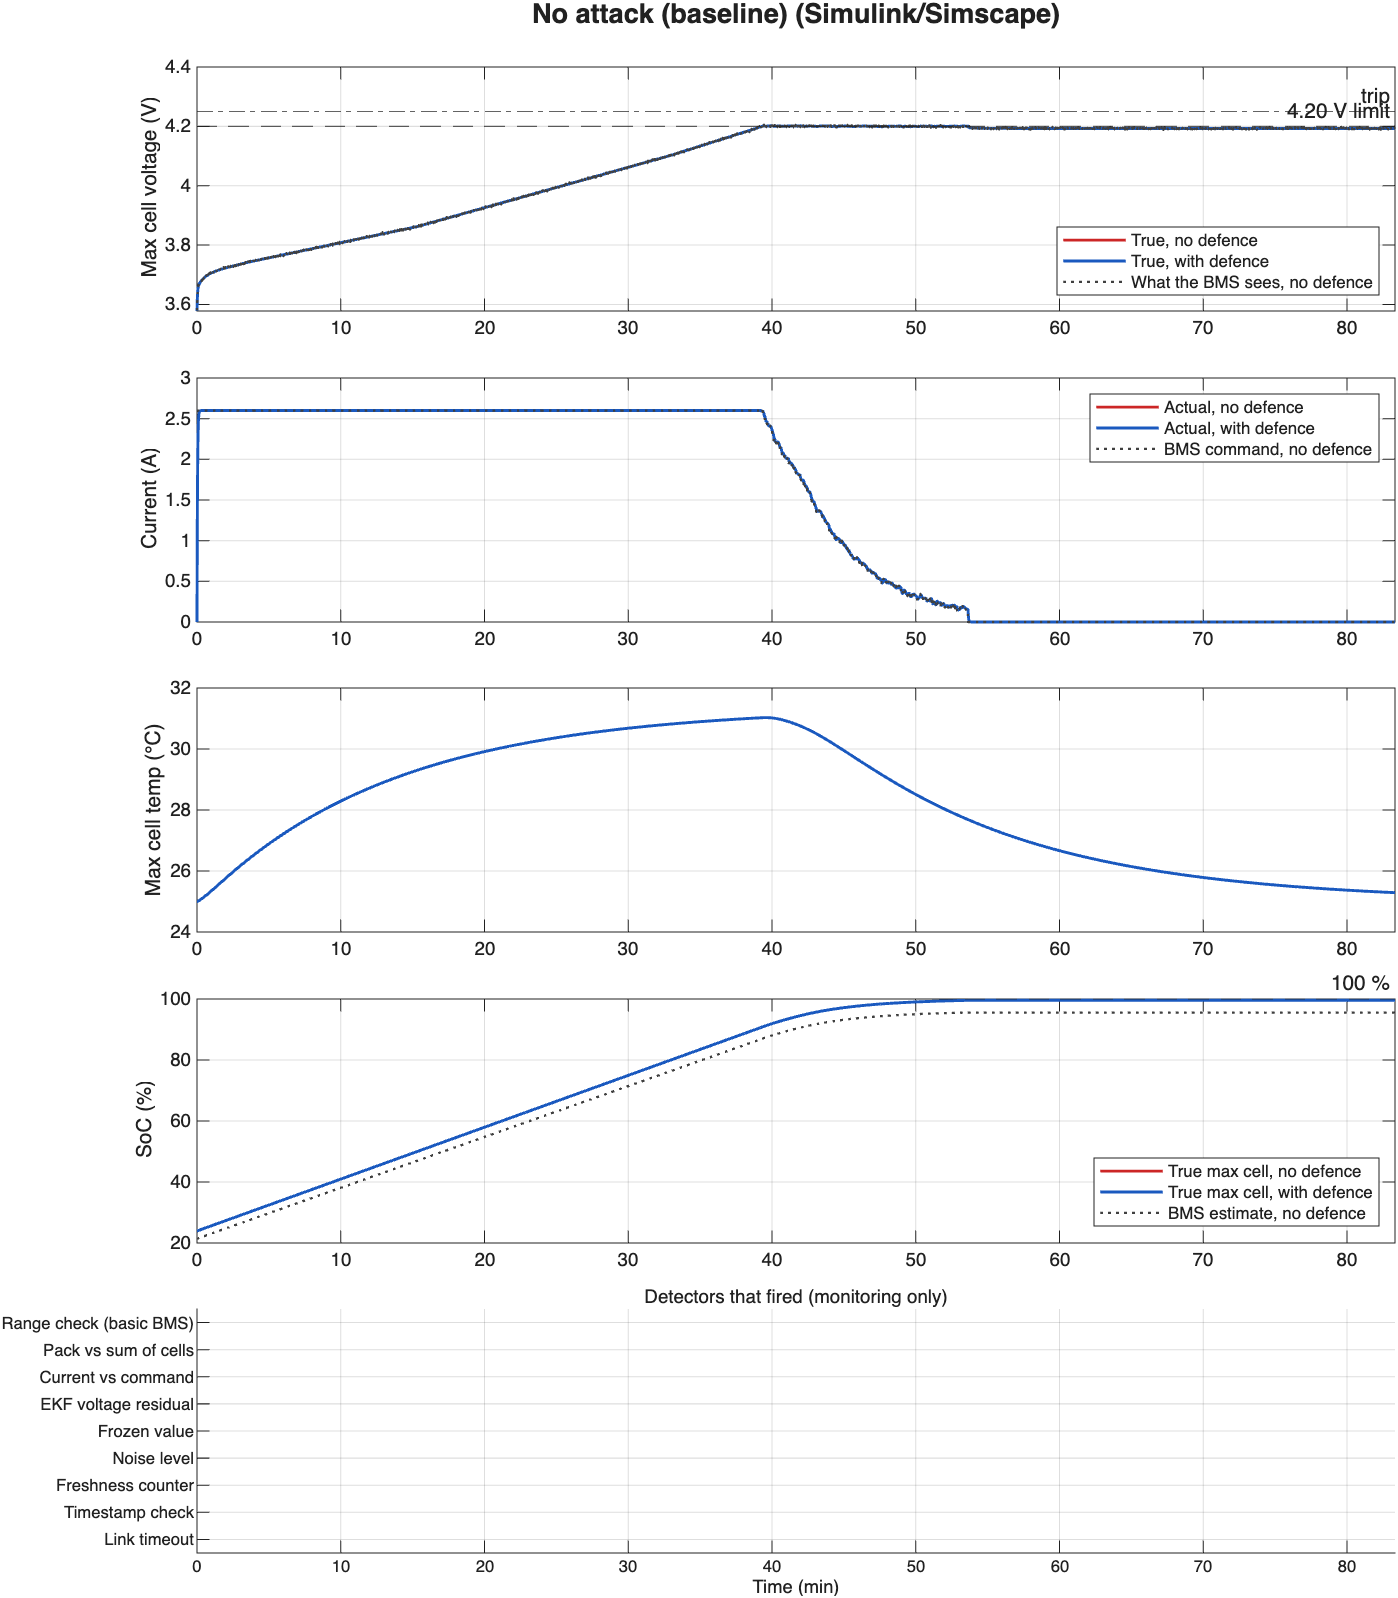 No attack (baseline) (Simulink/Simscape)
4.4
4.2
4
3.8
3.6
Max cell voltage (V)
trip
4.20 V limit
True, no defence
True, with defence
What the BMS sees, no defence
0 10 20 30 40 50 60 70 80
3
2.5
2
1.5
1
0.5
0
Current (A)
Actual, no defence
Actual, with defence
BMS command, no defence
0 10 20 30 40 50 60 70 80
32
30
28
26
24
Max cell temp (°C)
0 10 20 30 40 50 60 70 80
100 %
100
80
60
40
20
SoC (%)
True max cell, no defence
True max cell, with defence
BMS estimate, no defence
0 10 20 30 40 50 60 70 80
Detectors that fired (monitoring only)
Range check (basic BMS)
Pack vs sum of cells
Current vs command
EKF voltage residual
Frozen value
Noise level
Freshness counter
Timestamp check
Link timeout
0 10 20 30 40 50 60 70 80
Time (min)